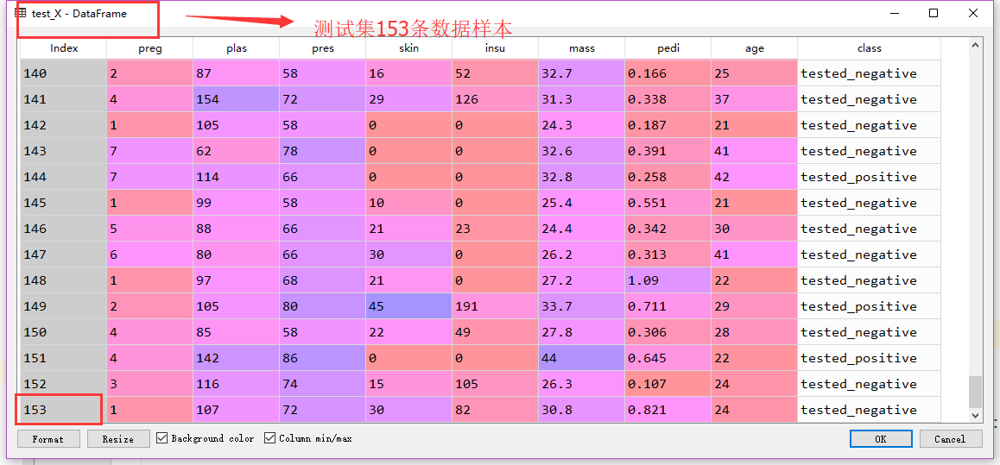 test_X - DataFrame
测试集153条数据样本
Index preg plas pres skin insu mass pedi age class
140 2 87 58 16 52 32.7 0.166 25 tested_negative
141 4 154 72 29 126 31.3 0.338 37 tested_negative
142 1 105 58 0 0 24.3 0.187 21 tested_negative
143 7 62 78 0 0 32.6 0.391 41 tested_negative
144 7 114 66 0 0 32.8 0.258 42 tested_positive
145 1 99 58 10 0 25.4 0.551 21 tested_negative
146 5 88 66 21 23 24.4 0.342 30 tested_negative
147 6 80 66 30 0 26.2 0.313 41 tested_negative
148 1 97 68 21 0 27.2 1.09 22 tested_negative
149 2 105 80 45 191 33.7 0.711 29 tested_positive
150 4 85 58 22 49 27.8 0.306 28 tested_negative
151 4 142 86 0 0 44 0.645 22 tested_positive
152 3 116 74 15 105 26.3 0.107 24 tested_negative
153 1 107 72 30 82 30.8 0.821 24 tested_negative
Format Resize Background color Column min/max OK Cancel